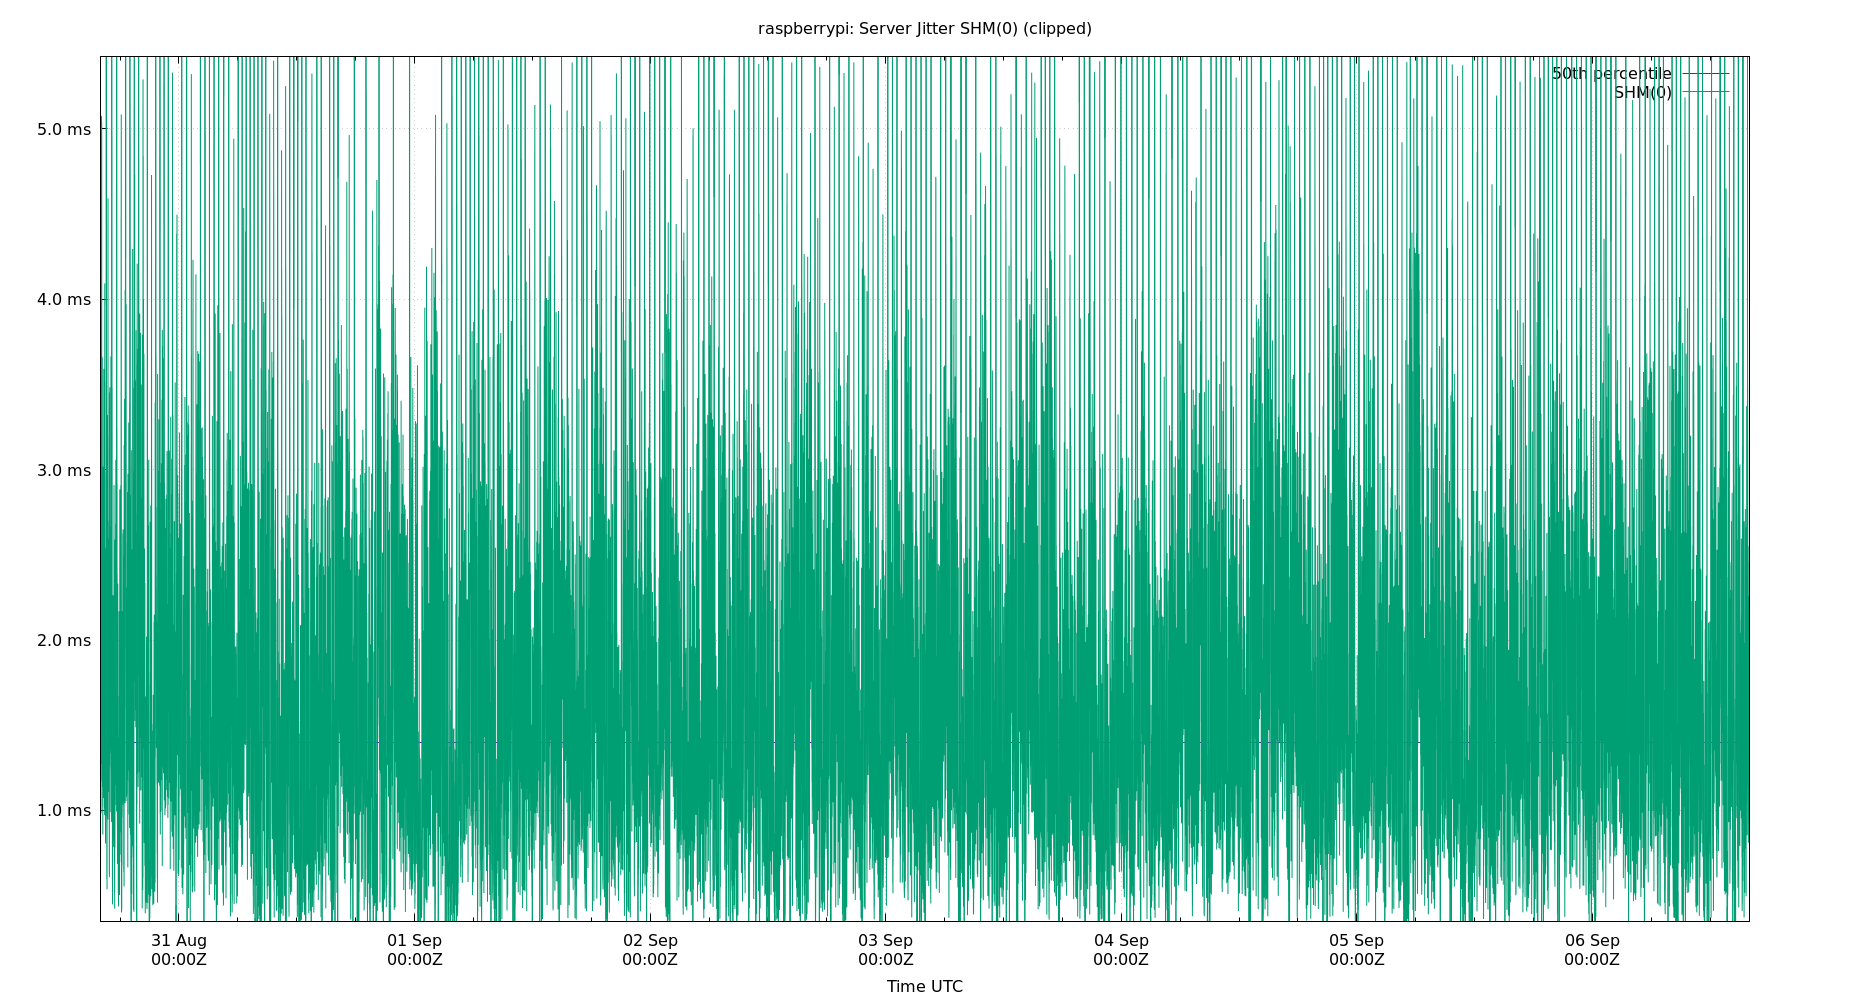 raspberrypi: Server Jitter SHM(0) (clipped)
50th percentile
SHM(0)
5.0 ms
4.0 ms
3.0 ms
2.0 ms
1.0 ms
31 Aug 01 Sep 02 Sep 03 Sep 04 Sep 05 Sep 06 Sep
00:00Z 00:00Z 00:00Z 00:00Z 00:00Z 00:00Z 00:00Z
Time UTC